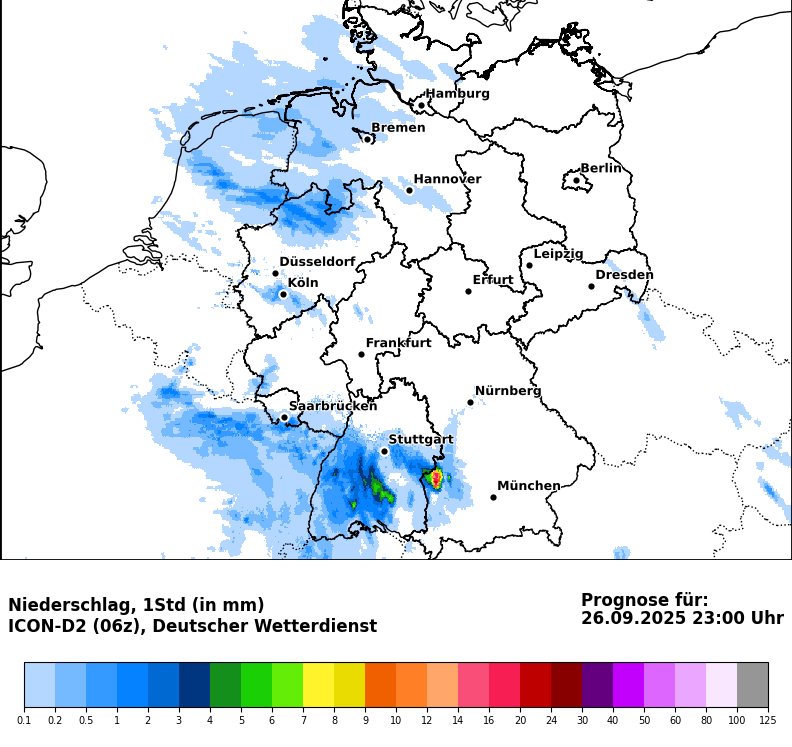 Hamburg
Bremen
Berlin
Hannover
Leipzig
Düsseldorf
Dresden
Köln
Erfurt
Frankfurt
Nürnberg
Saarbrücken
Stuttgart
München
Niederschlag, 1Std (in mm)
ICON-D2 (06z), Deutscher Wetterdienst
Prognose für:
26.09.2025 23:00 Uhr
0.1 0.2 0.5 1 2 3 4 5 6 7 8 9 10 12 14 16 20 24 30 40 50 60 80 100 125